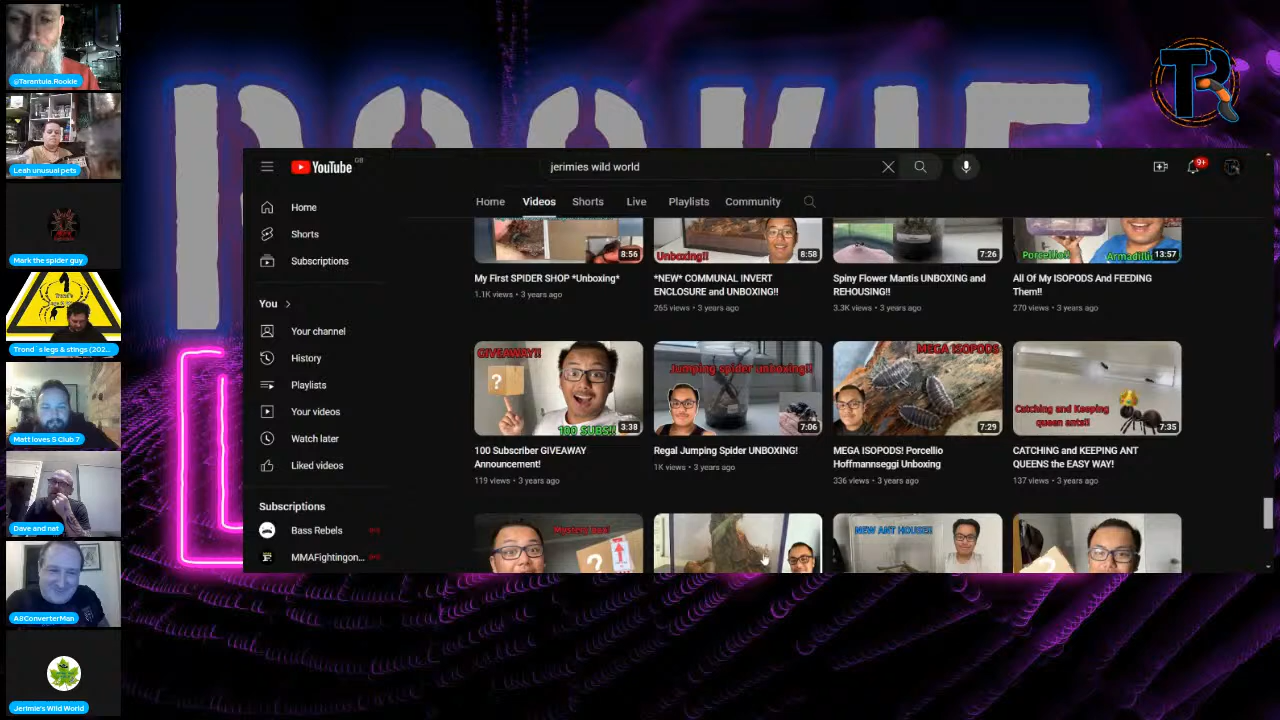 @Tarantula.Rookie
Leah unusual pets
Mark the spider guy
Trond´s legs & stings (202...
Matt loves S Club 7
Dave and nat
A8ConverterMan
Jerimie's Wild World
ROOKIE
TR
YouTube GB
jerimies wild world
9+
Home
Videos
Shorts
Live
Playlists
Community
Home
Shorts
Subscriptions
You
Your channel
History
Playlists
Your videos
Watch later
Liked videos
Subscriptions
Bass Rebels
MMAFightingon...
8:56
My First SPIDER SHOP *Unboxing*
1.1K views • 3 years ago
Unboxing!!
8:58
*NEW* COMMUNAL INVERT
ENCLOSURE and UNBOXING!!
265 views • 3 years ago
7:26
Spiny Flower Mantis UNBOXING and
REHOUSING!!
3.3K views • 3 years ago
Porcellio
Armadilli
13:57
All Of My ISOPODS And FEEDING
Them!!
270 views • 3 years ago
GIVEAWAY!!
?
100 SUBS!!
3:38
100 Subscriber GIVEAWAY
Announcement!
119 views • 3 years ago
Jumping spider unboxing!!
7:06
Regal Jumping Spider UNBOXING!
1K views • 3 years ago
MEGA ISOPODS
7:29
MEGA ISOPODS! Porcellio
Hoffmannseggi Unboxing
336 views • 3 years ago
Catching and Keeping
queen ants!!
7:35
CATCHING and KEEPING ANT
QUEENS the EASY WAY!
137 views • 3 years ago
Mystery box!
?
NEW ANT HOUSE!!
?